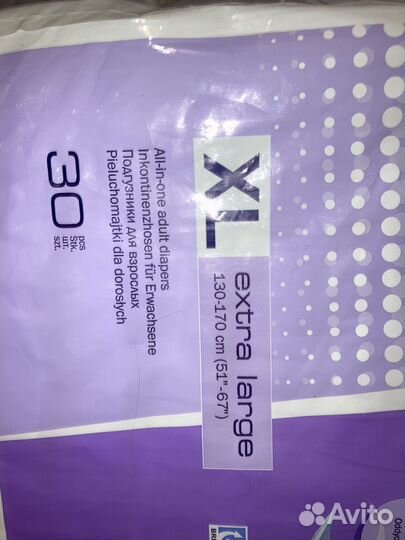 XL extra large
130-170 cm (51"-67")
All-in-one adult diapers
Inkontinenzhosen für Erwachsene
Подгузники для взрослых
Pieluchomajtki dla dorosłych
30
pcs
Stk.
шт.
szt.
Avito